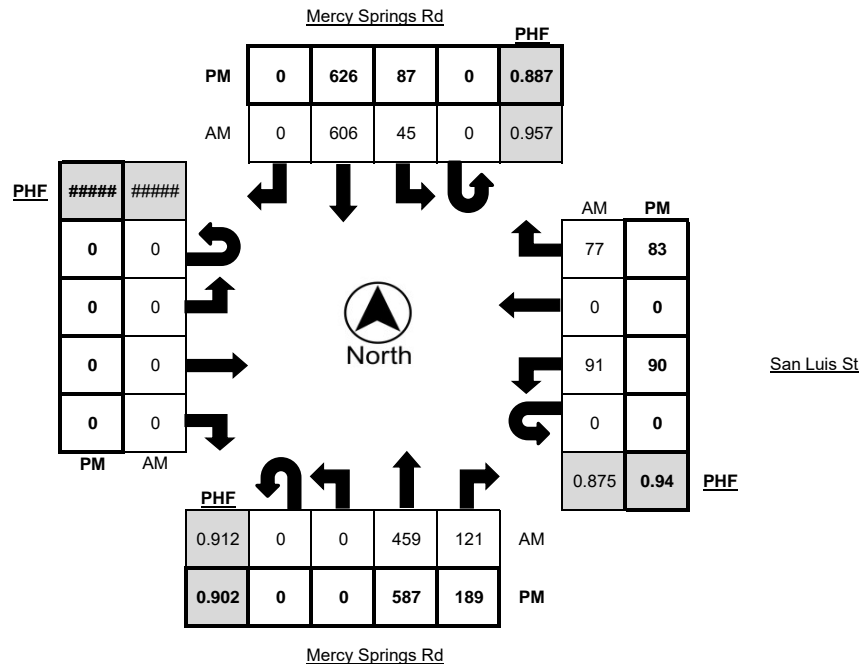 Mercy Springs Rd
PHF
PM 0 626 87 0 0.887
AM 0 606 45 0 0.957
PHF ##### #####
AM PM
0 0
77 83
0 0
0 0
0 0
91 90
San Luis St
0 0
0 0
PM AM
0.875 0.94 PHF
North
PHF
0.912 0 0 459 121 AM
0.902 0 0 587 189 PM
Mercy Springs Rd